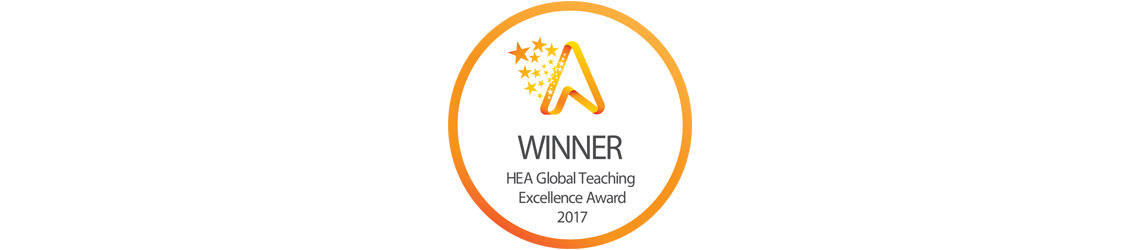 WINNER
HEA Global Teaching
Excellence Award
2017